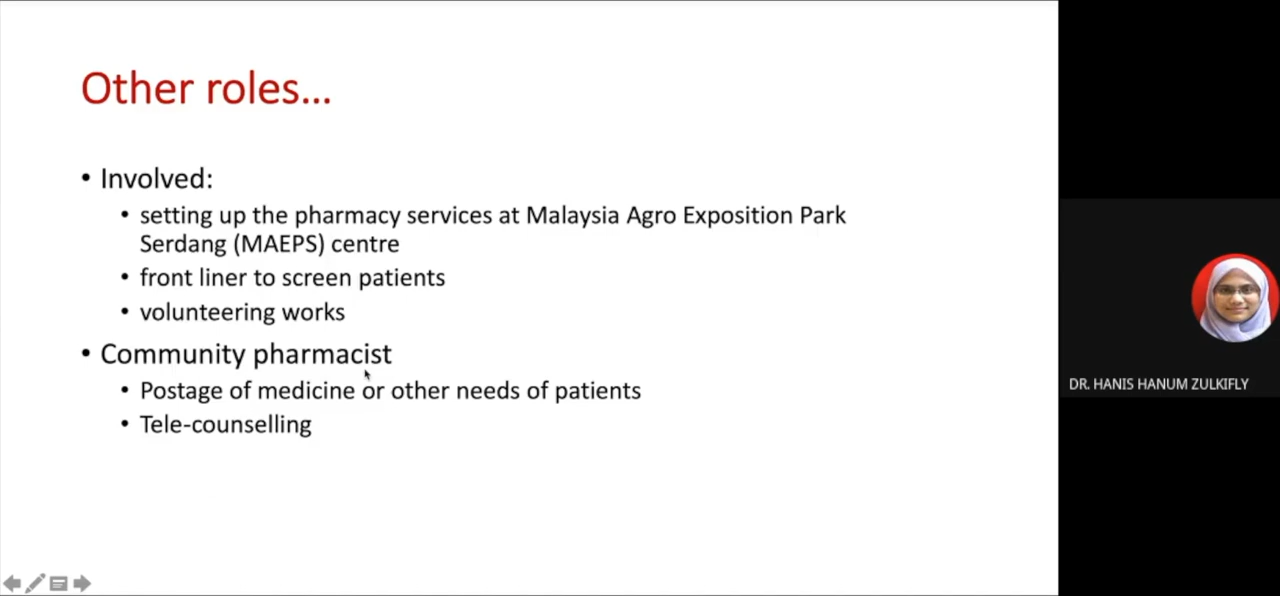 Other roles...
• Involved:
• setting up the pharmacy services at Malaysia Agro Exposition Park
Serdang (MAEPS) centre
• front liner to screen patients
• volunteering works
• Community pharmacist
• Postage of medicine or other needs of patients
• Tele-counselling
DR. HANIS HANUM ZULKIFLY